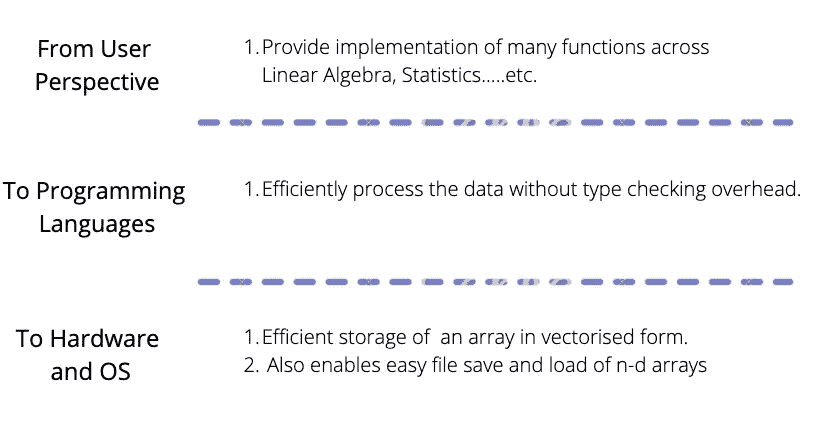 From User
Perspective
1.Provide implementation of many functions across
Linear Algebra, Statistics.....etc.
To Programming
Languages
1.Efficiently process the data without type checking overhead.
To Hardware
and OS
1.Efficient storage of an array in vectorised form.
2. Also enables easy file save and load of n-d arrays